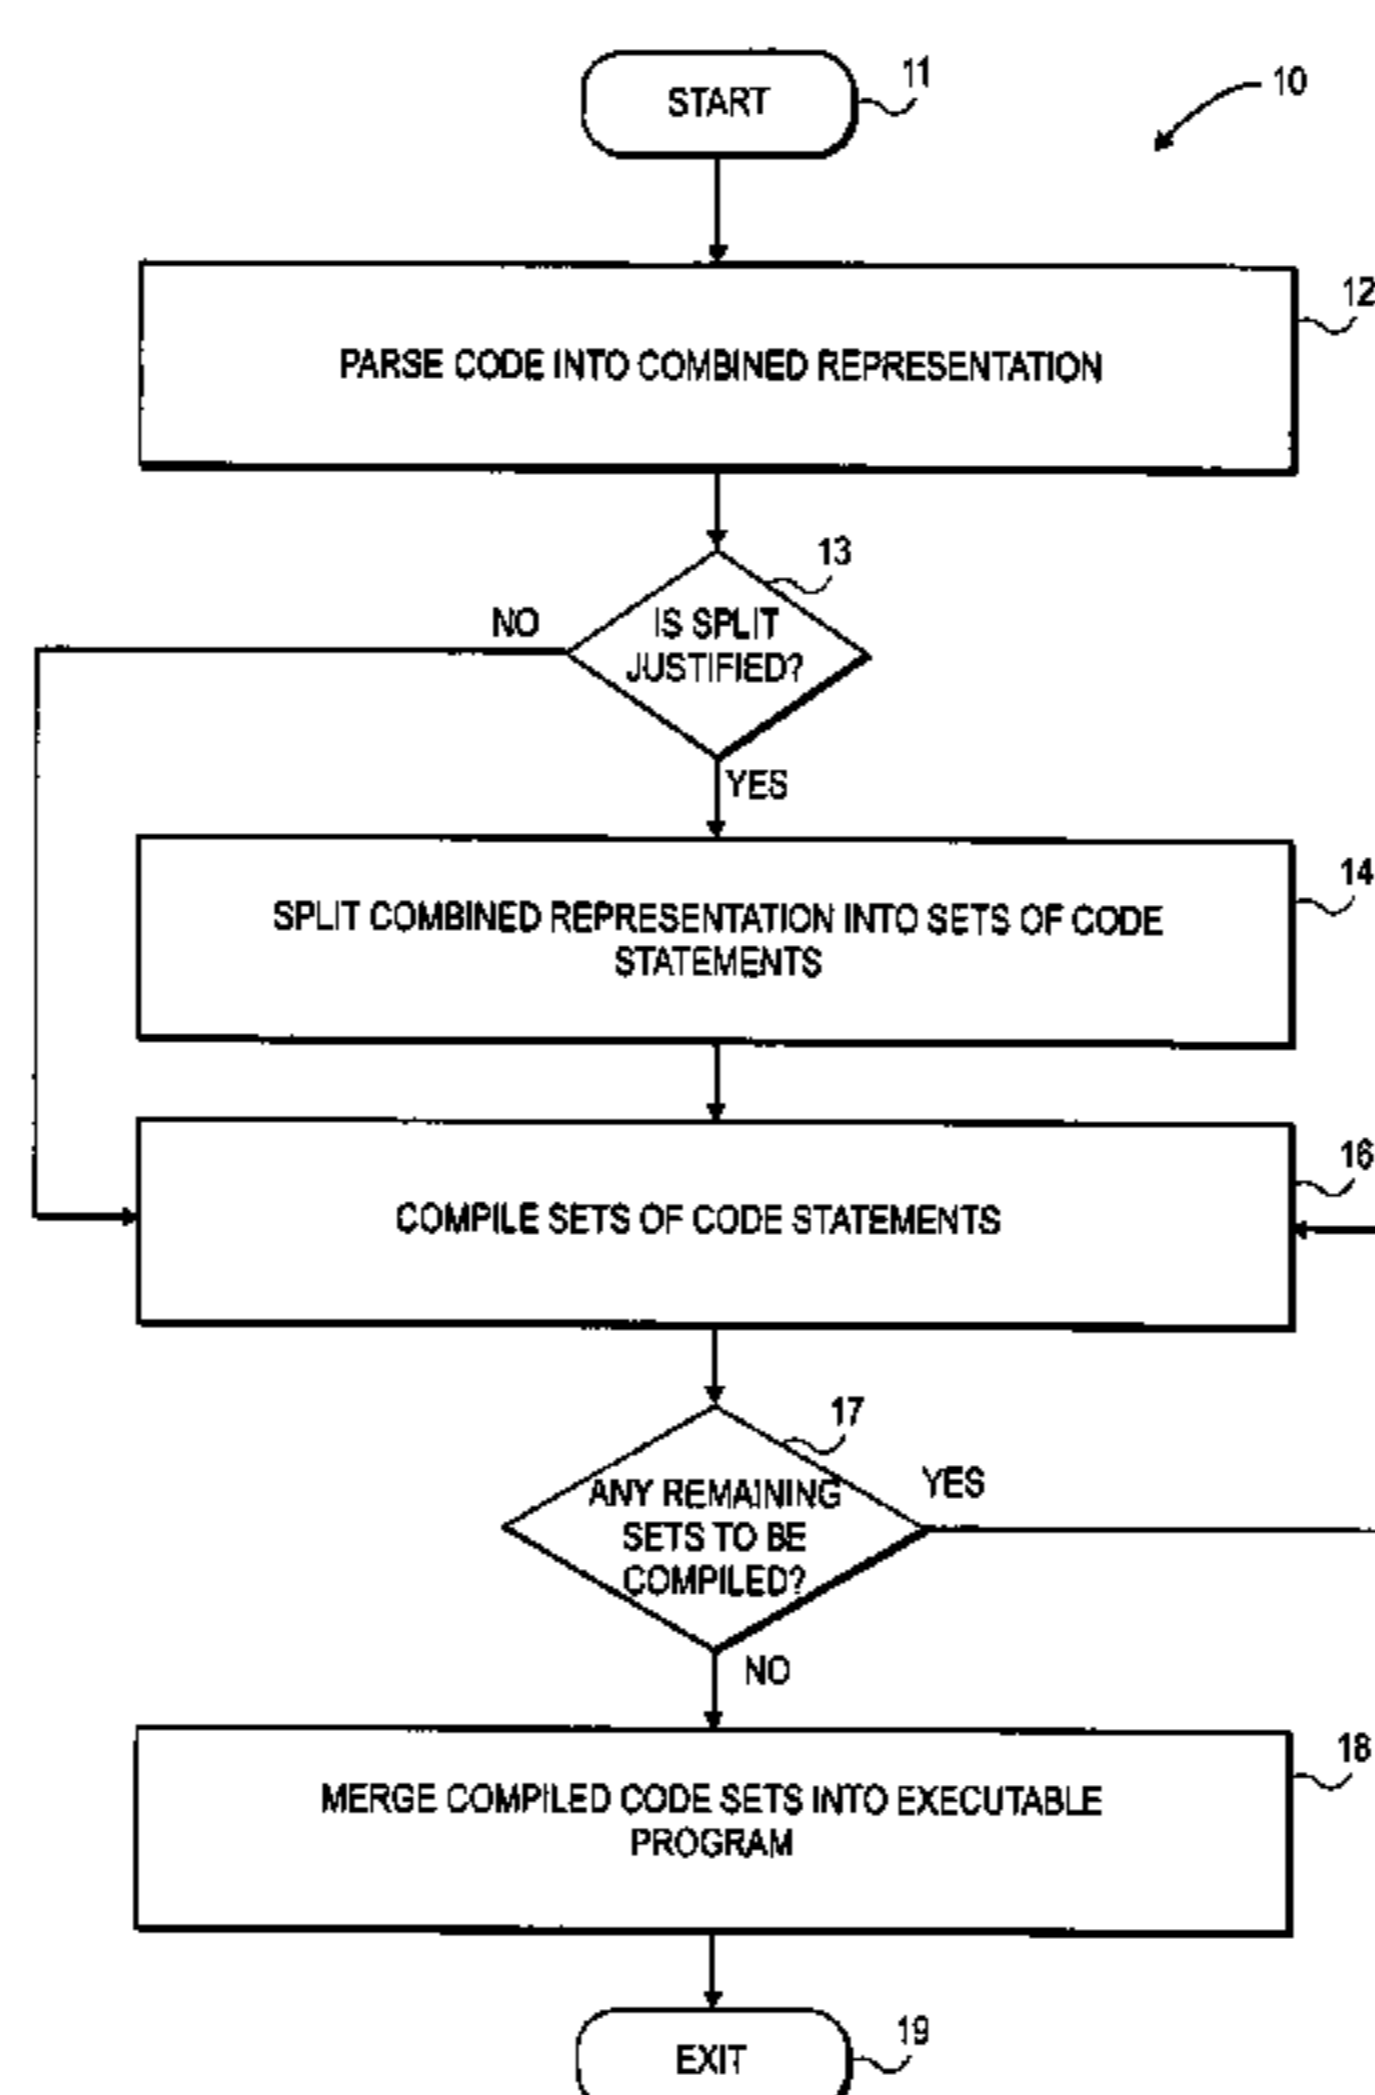 START
11
10
PARSE CODE INTO COMBINED REPRESENTATION
12
13
IS SPLIT
JUSTIFIED?
NO
YES
SPLIT COMBINED REPRESENTATION INTO SETS OF CODE
STATEMENTS
14
COMPILE SETS OF CODE STATEMENTS
16
17
ANY REMAINING
SETS TO BE
COMPILED?
YES
NO
MERGE COMPILED CODE SETS INTO EXECUTABLE
PROGRAM
18
EXIT
19